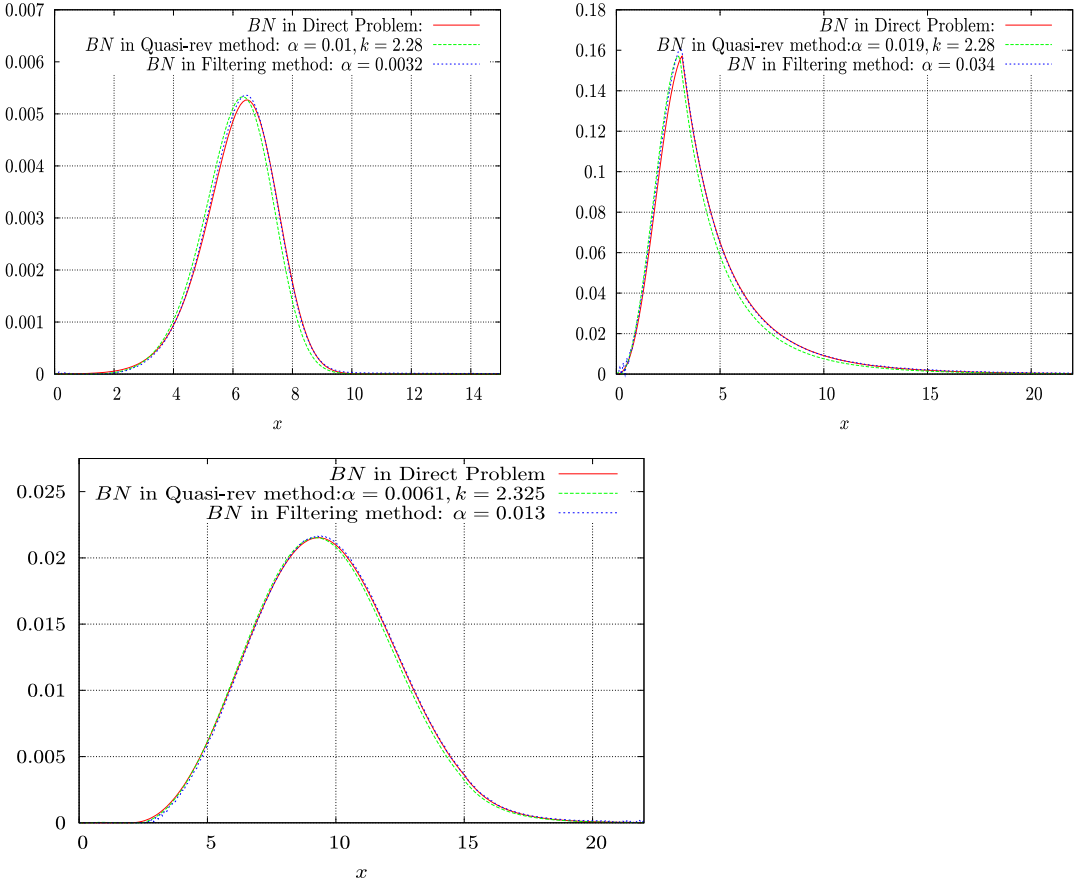 0.007
0.006
0.005
0.004
0.003
0.002
0.001
0
0 2 4 6 8 10 12 14
x
BN in Direct Problem:
BN in Quasi-rev method: α = 0.01, k = 2.28
BN in Filtering method: α = 0.0032
0.18
0.16
0.14
0.12
0.1
0.08
0.06
0.04
0.02
0
0 5 10 15 20
x
BN in Direct Problem:
BN in Quasi-rev method:α = 0.019, k = 2.28
BN in Filtering method: α = 0.034
0.025
0.02
0.015
0.01
0.005
0
0 5 10 15 20
x
BN in Direct Problem
BN in Quasi-rev method:α = 0.0061, k = 2.325
BN in Filtering method: α = 0.013